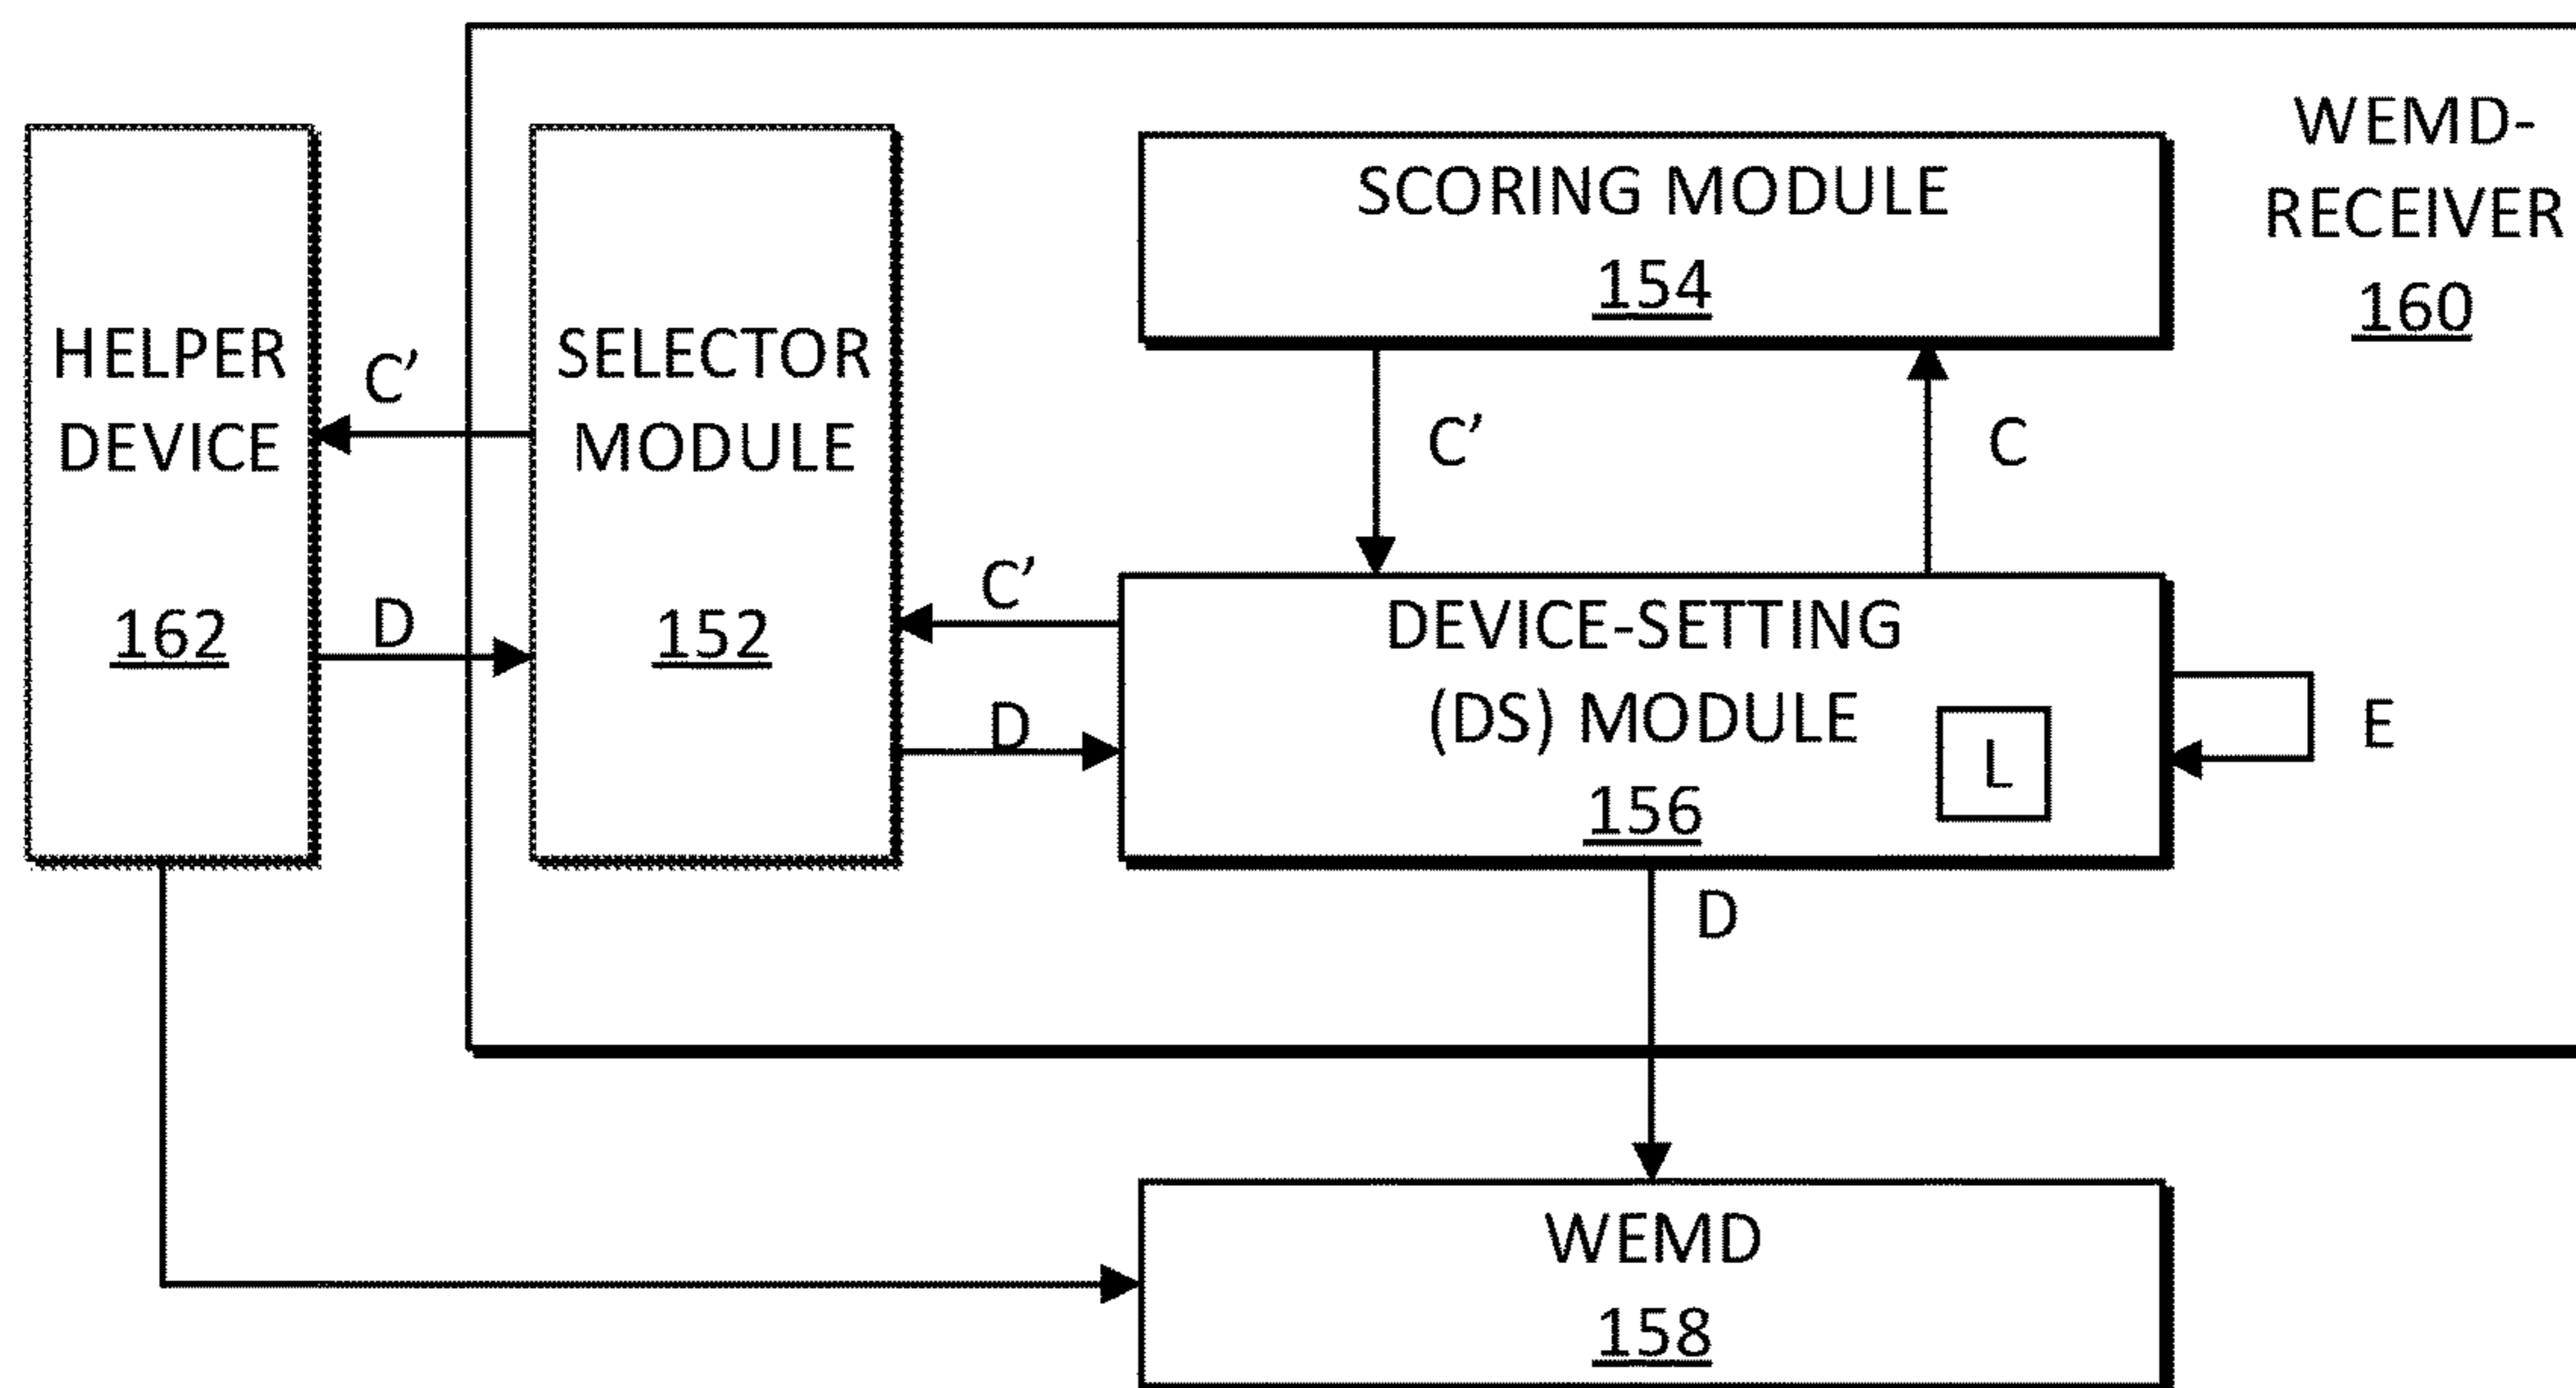 WEMD-
RECEIVER
160
SCORING MODULE
154
HELPER
DEVICE
162
C’
D
SELECTOR
MODULE
152
C’
C
C’
D
DEVICE-SETTING
(DS) MODULE
156
L
E
D
WEMD
158